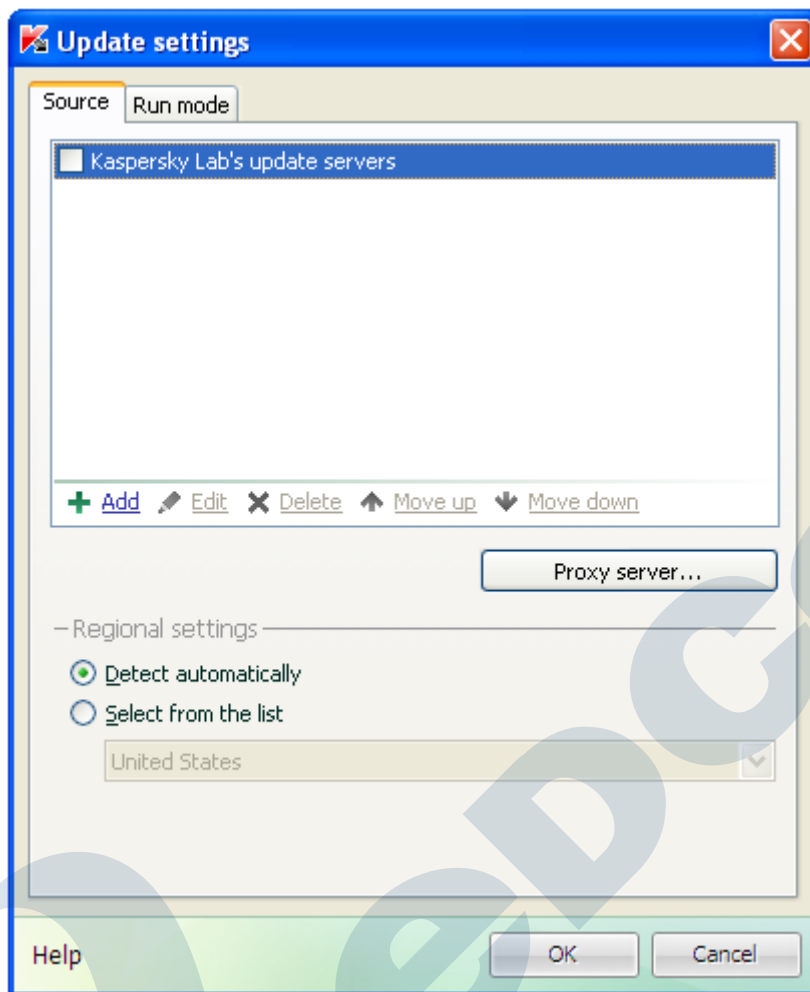 Update settings
Source Run mode
Kaspersky Lab's update servers
Add Edit Delete Move up Move down
Proxy server...
Regional settings
Detect automatically
Select from the list
United States
Help OK Cancel